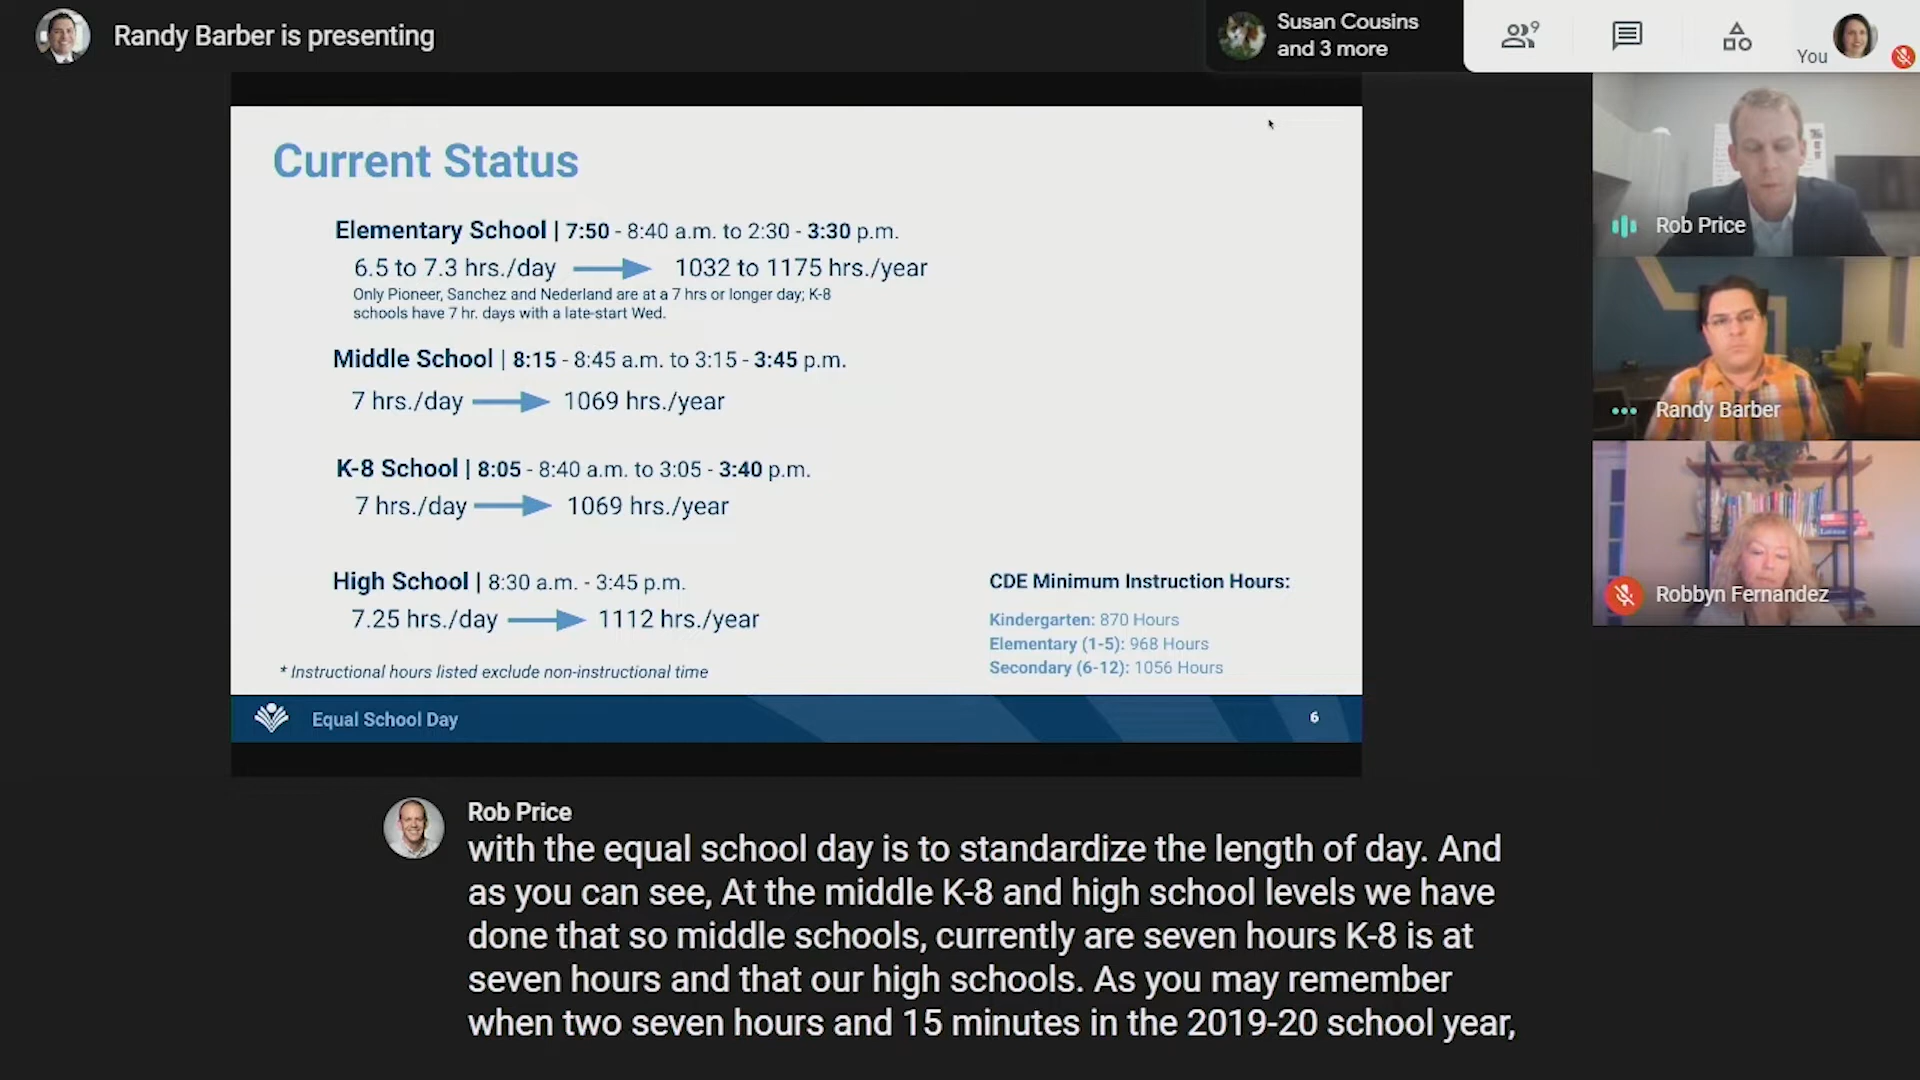 Randy Barber is presenting
Susan Cousins
and 3 more
9
You
Current Status
Elementary School | 7:50 - 8:40 a.m. to 2:30 - 3:30 p.m.
6.5 to 7.3 hrs./day 1032 to 1175 hrs./year
Only Pioneer, Sanchez and Nederland are at a 7 hrs or longer day; K-8
schools have 7 hr. days with a late-start Wed.
Middle School | 8:15 - 8:45 a.m. to 3:15 - 3:45 p.m.
7 hrs./day 1069 hrs./year
K-8 School | 8:05 - 8:40 a.m. to 3:05 - 3:40 p.m.
7 hrs./day 1069 hrs./year
High School | 8:30 a.m. - 3:45 p.m.
7.25 hrs./day 1112 hrs./year
* Instructional hours listed exclude non-instructional time
CDE Minimum Instruction Hours:
Kindergarten: 870 Hours
Elementary (1-5): 968 Hours
Secondary (6-12): 1056 Hours
Equal School Day
6
Rob Price
Randy Barber
Robbyn Fernandez
Rob Price
with the equal school day is to standardize the length of day. And
as you can see, At the middle K-8 and high school levels we have
done that so middle schools, currently are seven hours K-8 is at
seven hours and that our high schools. As you may remember
when two seven hours and 15 minutes in the 2019-20 school year,